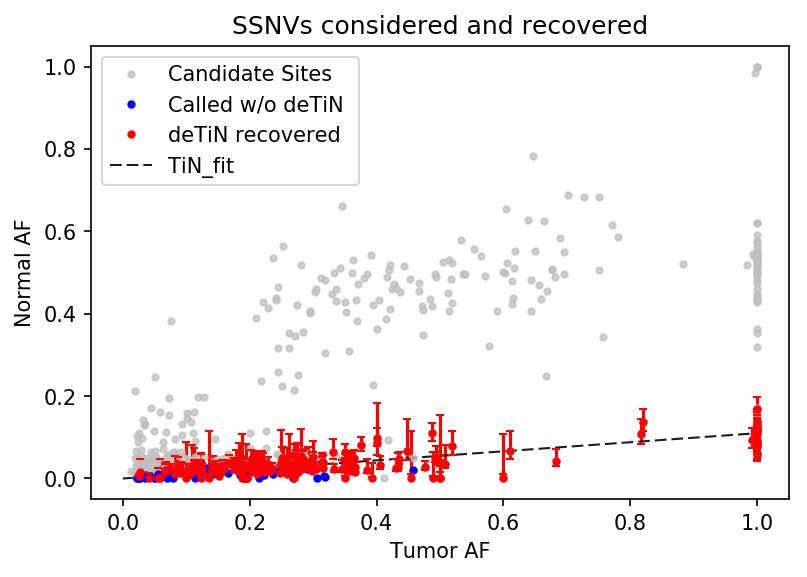 SSNVs considered and recovered
1.0
0.8
0.6
0.4
0.2
0.0
Normal AF
Candidate Sites
Called w/o deTiN
deTiN recovered
TiN_fit
0.0 0.2 0.4 0.6 0.8 1.0
Tumor AF